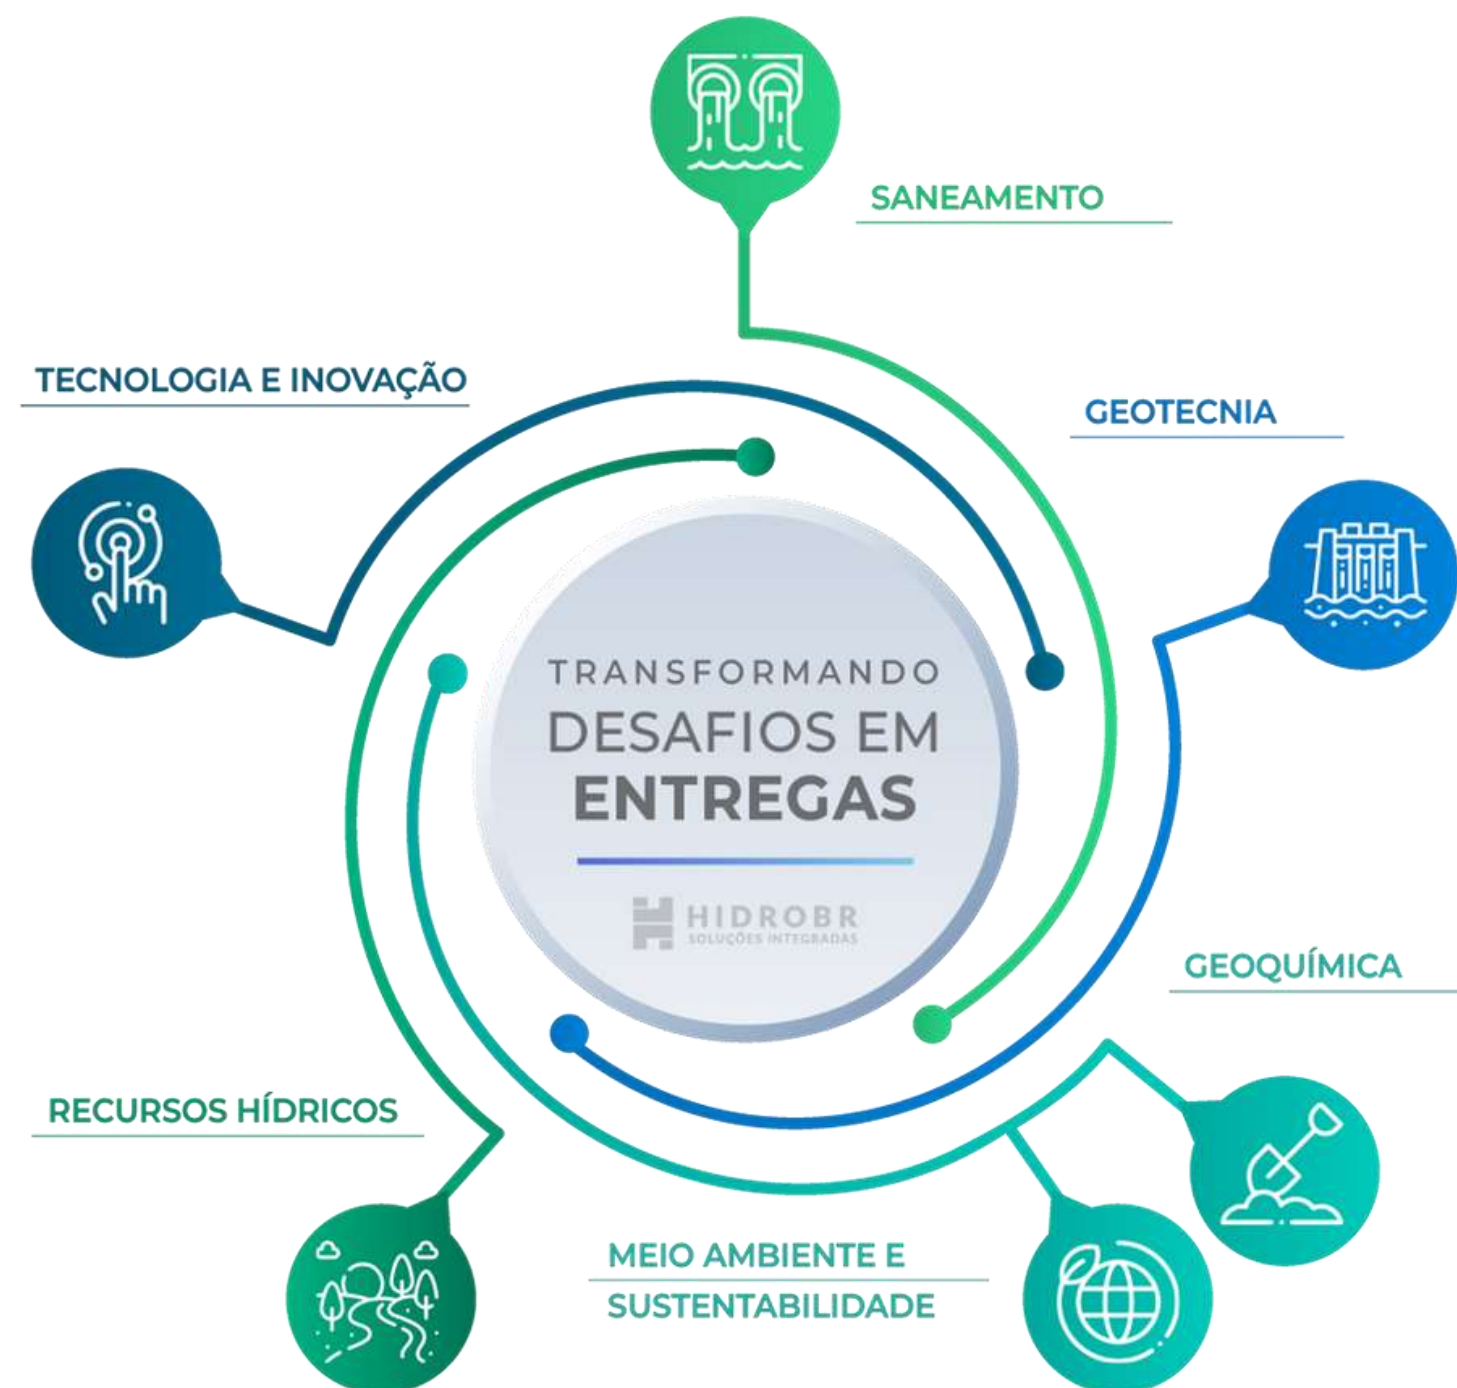 SANEAMENTO
TECNOLOGIA E INOVAÇÃO
GEOTECNIA
TRANSFORMANDO
DESAFIOS EM
ENTREGAS
HIDROBR
SOLUÇÕES INTEGRADAS
GEOQUÍMICA
RECURSOS HÍDRICOS
MEIO AMBIENTE E
SUSTENTABILIDADE